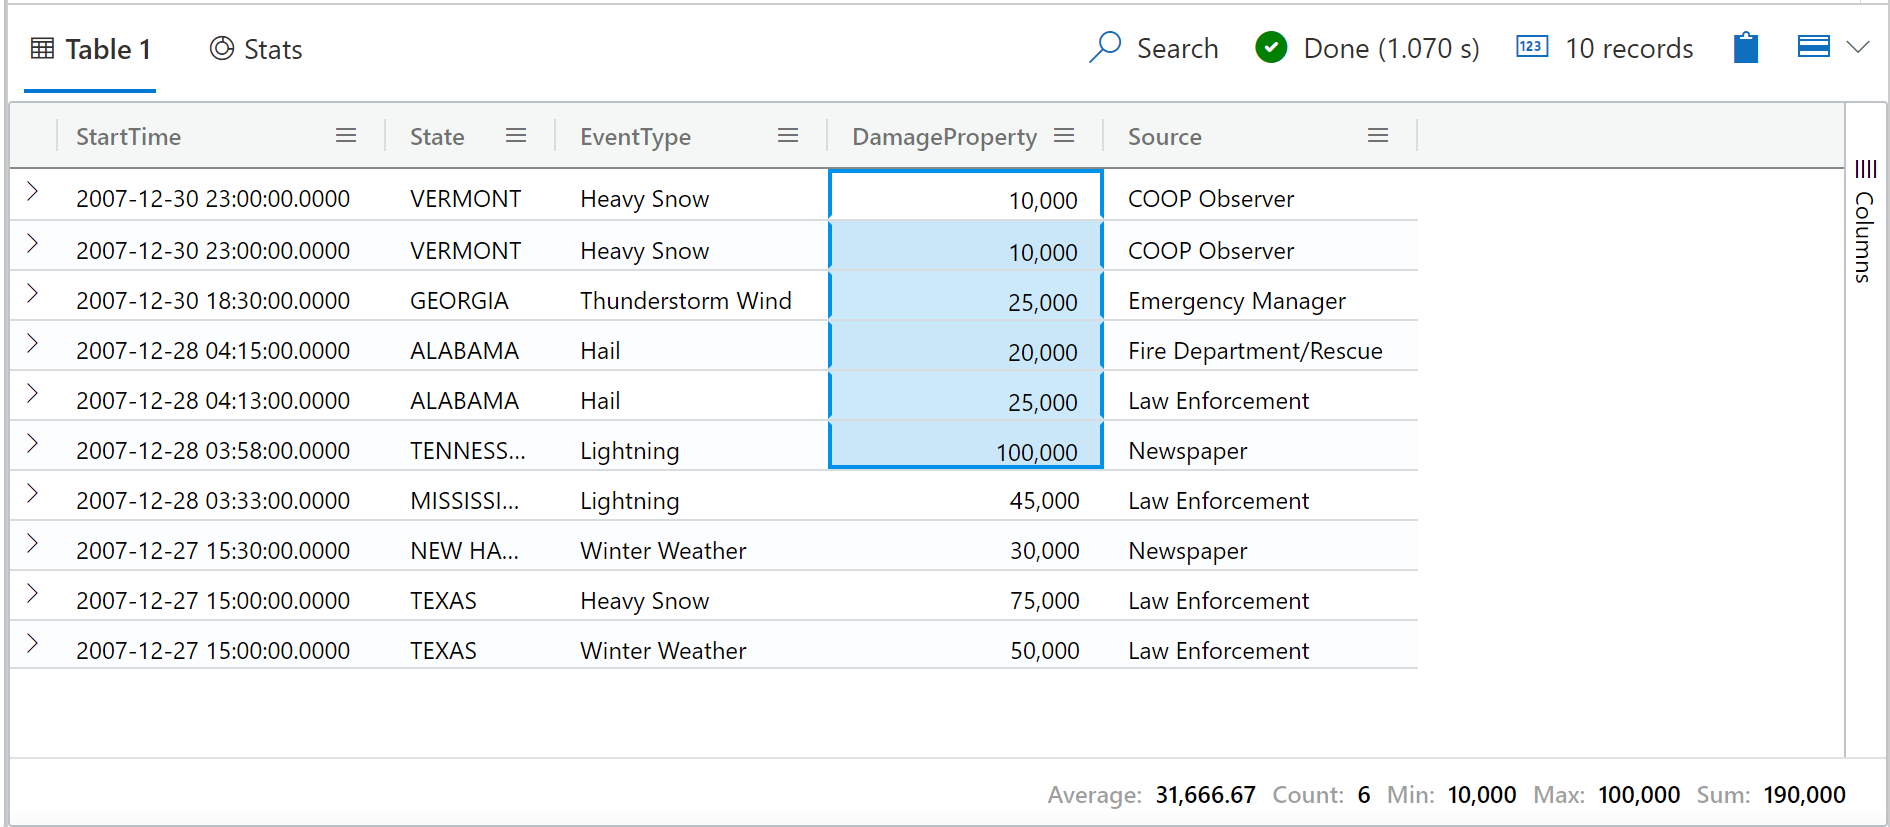 Table 1 Stats Search Done (1.070 s) 123 10 records
StartTime State EventType DamageProperty Source
2007-12-30 23:00:00.0000 VERMONT Heavy Snow 10,000 COOP Observer
2007-12-30 23:00:00.0000 VERMONT Heavy Snow 10,000 COOP Observer
2007-12-30 18:30:00.0000 GEORGIA Thunderstorm Wind 25,000 Emergency Manager
2007-12-28 04:15:00.0000 ALABAMA Hail 20,000 Fire Department/Rescue
2007-12-28 04:13:00.0000 ALABAMA Hail 25,000 Law Enforcement
2007-12-28 03:58:00.0000 TENNESS... Lightning 100,000 Newspaper
2007-12-28 03:33:00.0000 MISSISSI... Lightning 45,000 Law Enforcement
2007-12-27 15:30:00.0000 NEW HA... Winter Weather 30,000 Newspaper
2007-12-27 15:00:00.0000 TEXAS Heavy Snow 75,000 Law Enforcement
2007-12-27 15:00:00.0000 TEXAS Winter Weather 50,000 Law Enforcement
Columns
Average: 31,666.67 Count: 6 Min: 10,000 Max: 100,000 Sum: 190,000